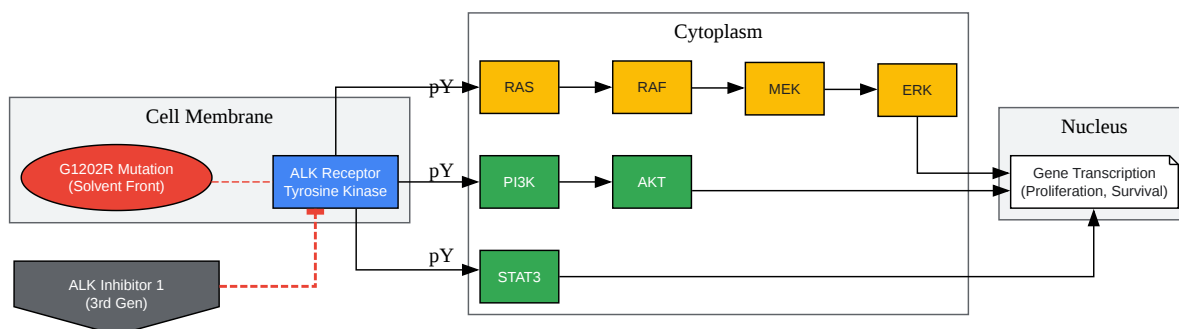 Cytoplasm
pY
RAS
RAF
MEK
ERK
Cell Membrane
G1202R Mutation
(Solvent Front)
ALK Receptor
Tyrosine Kinase
pY
PI3K
AKT
Nucleus
Gene Transcription
(Proliferation, Survival)
pY
STAT3
ALK Inhibitor 1
(3rd Gen)